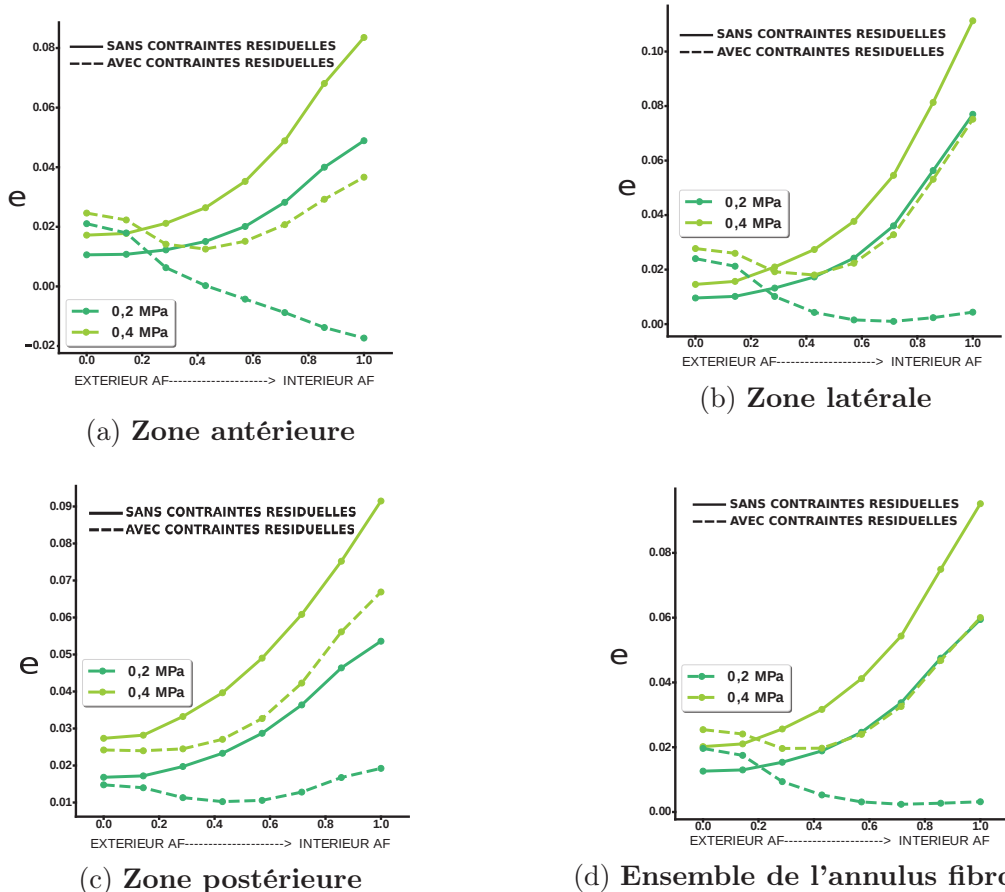 SANS CONTRAINTES RESIDUELLES
AVEC CONTRAINTES RESIDUELLES
0.08
0.06
0.04
0.02
0.00
−0.02
e
0,2 MPa
0,4 MPa
0.0 0.2 0.4 0.6 0.8 1.0
EXTERIEUR AF----------------------> INTERIEUR AF
(a) Zone antérieure
SANS CONTRAINTES RESIDUELLES
AVEC CONTRAINTES RESIDUELLES
0.10
0.08
0.06
0.04
0.02
0.00
e
0,2 MPa
0,4 MPa
0.0 0.2 0.4 0.6 0.8 1.0
EXTERIEUR AF----------------------> INTERIEUR AF
(b) Zone latérale
SANS CONTRAINTES RESIDUELLES
AVEC CONTRAINTES RESIDUELLES
0.09
0.08
0.07
0.06
0.05
0.04
0.03
0.02
0.01
e
0,2 MPa
0,4 MPa
0.0 0.2 0.4 0.6 0.8 1.0
EXTERIEUR AF----------------------> INTERIEUR AF
(c) Zone postérieure
SANS CONTRAINTES RESIDUELLES
AVEC CONTRAINTES RESIDUELLES
0.08
0.06
0.04
0.02
0.00
e
0,2 MPa
0,4 MPa
0.0 0.2 0.4 0.6 0.8 1.0
EXTERIEUR AF----------------------> INTERIEUR AF
(d) Ensemble de l'annulus fibro